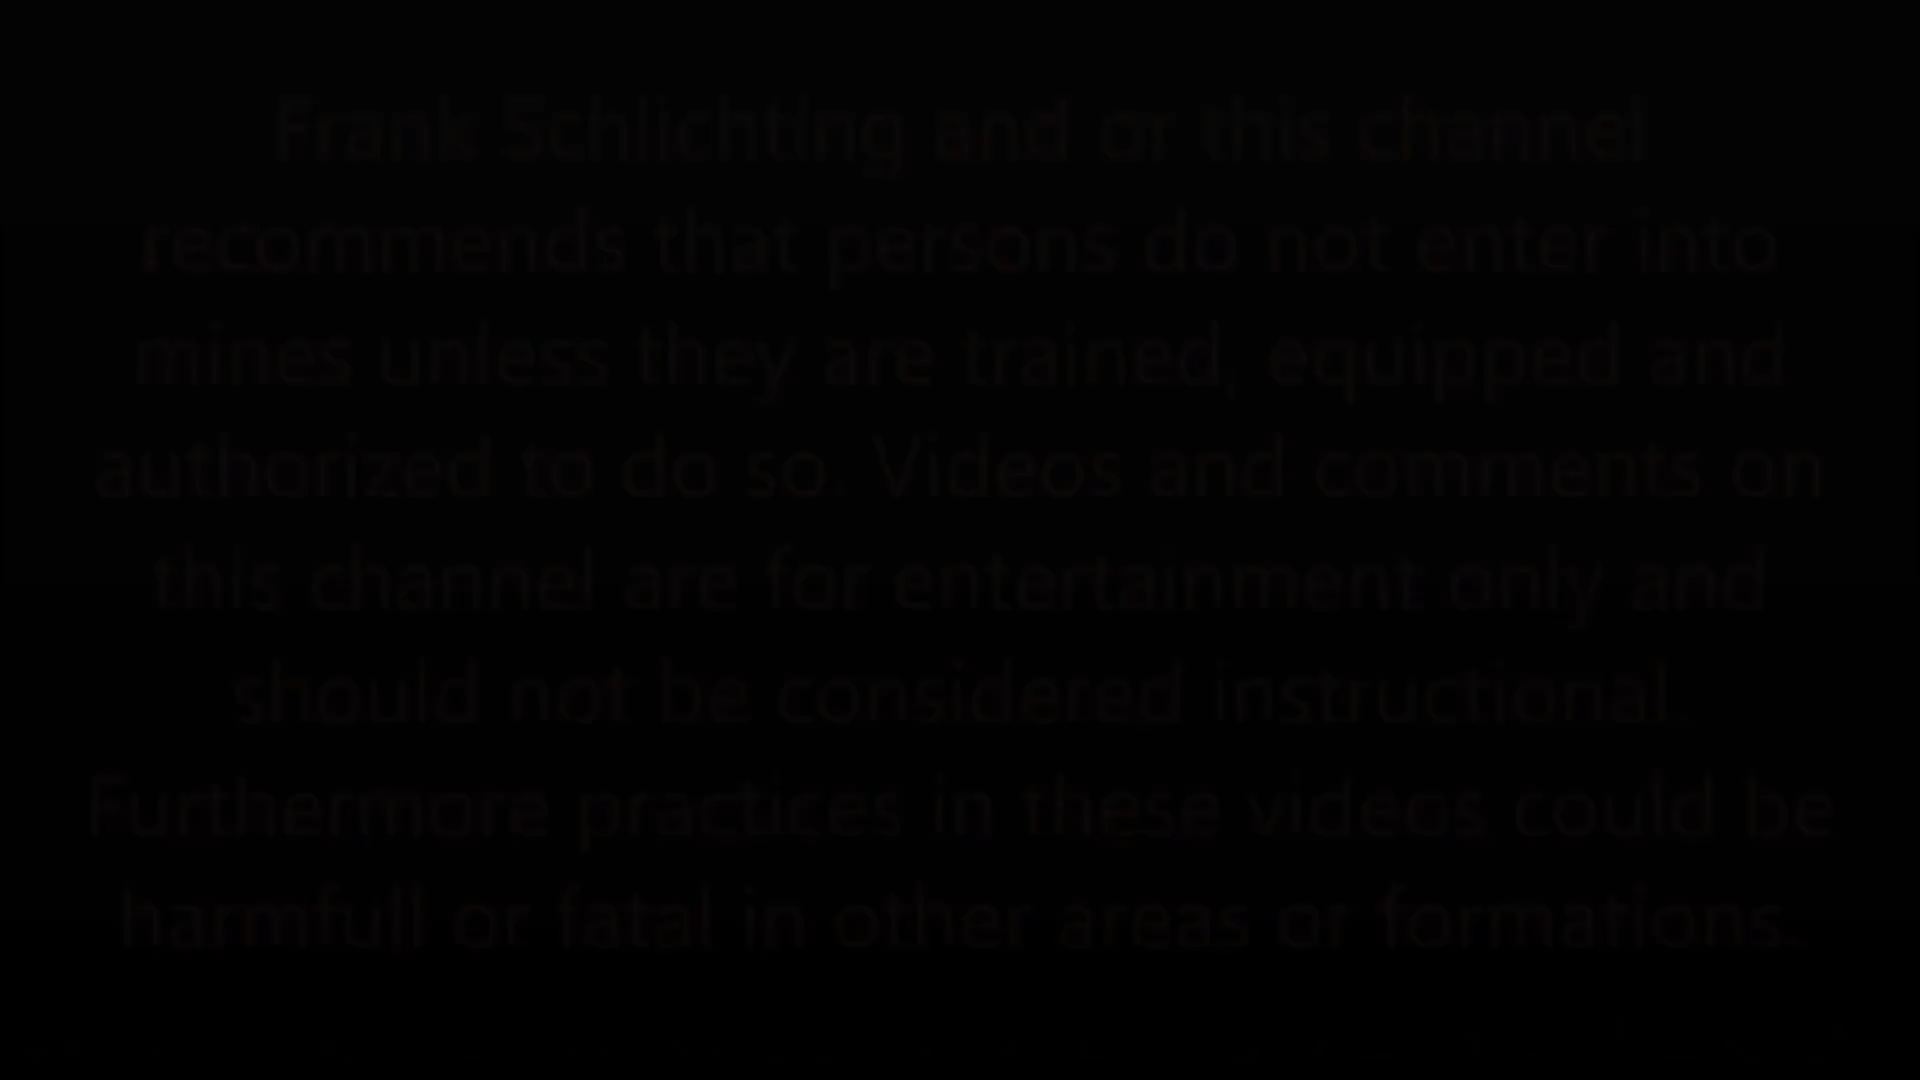 Frank Schlichting and or this channel
recommends that persons do not enter into
mines unless they are trained, equipped and
authorized to do so. Videos and comments on
this channel are for entertainment only and
should not be considered instructional
Furthermore practices in these videos could be
harmfull or fatal in other areas or formations.